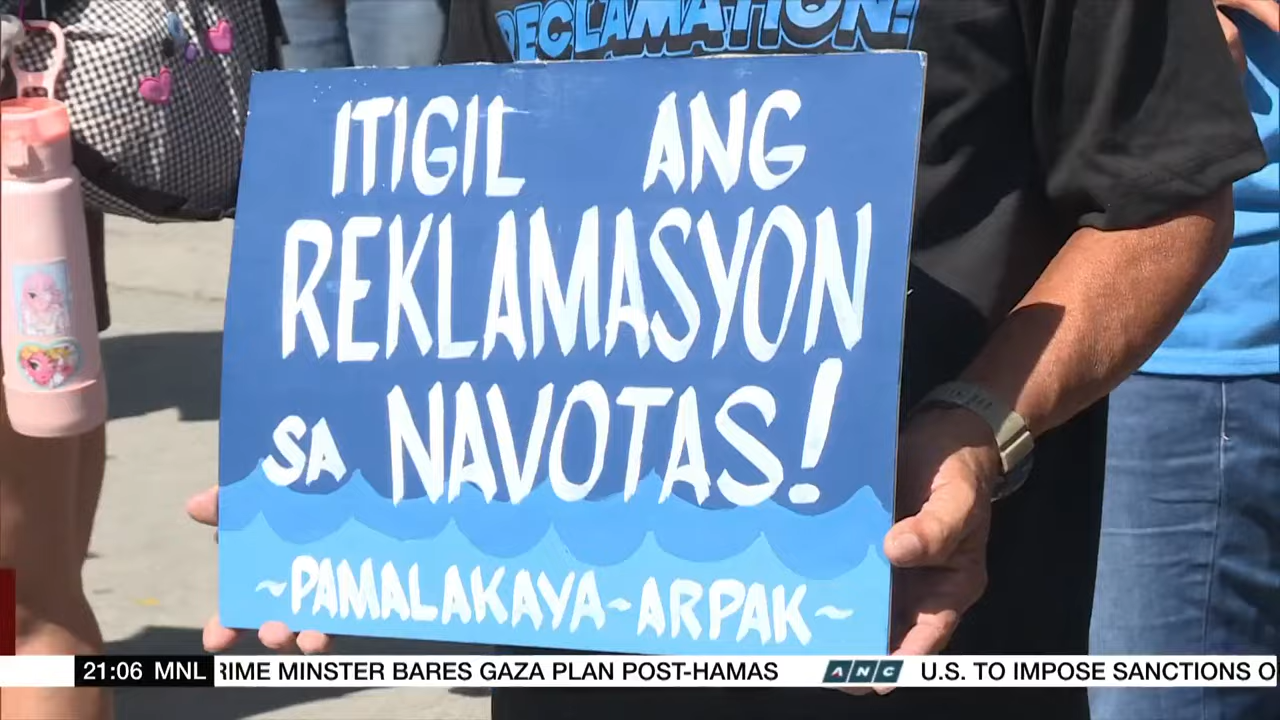 RECLAMATION!
ITIGIL ANG
REKLAMASYON
SA NAVOTAS!
~PAMALAKAYA~ARPAK~
21:06 MNL RIME MINSTER BARES GAZA PLAN POST-HAMAS ANC U.S. TO IMPOSE SANCTIONS O